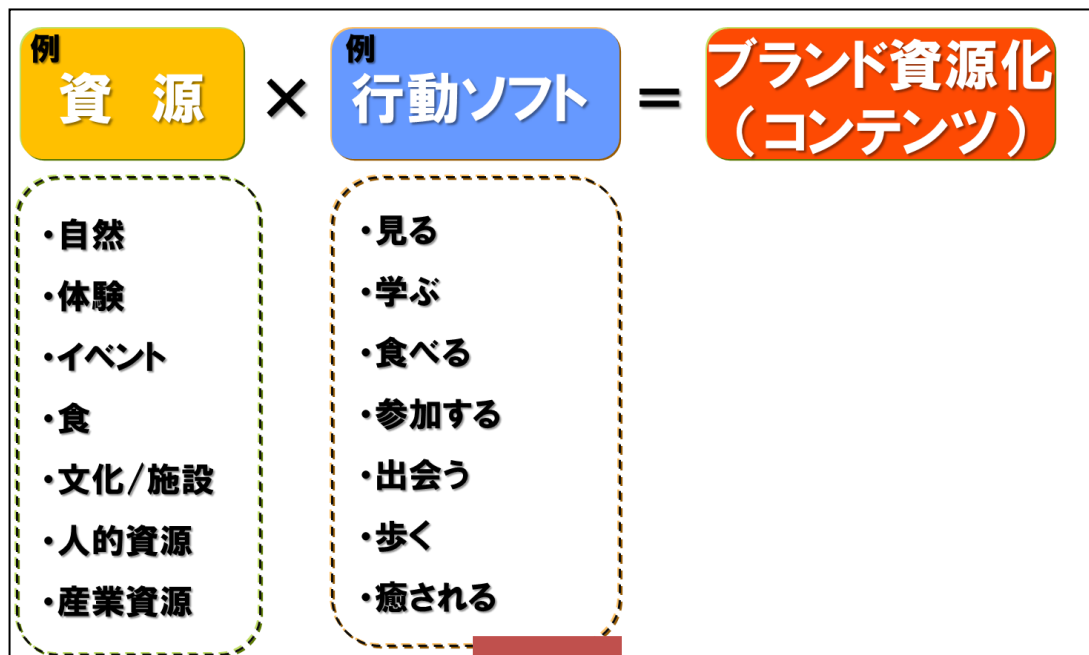 例
資 源
×
例
行動ソフト
＝
ブランド資源化
（コンテンツ）
・自然
・体験
・イベント
・食
・文化/施設
・人的資源
・産業資源
・見る
・学ぶ
・食べる
・参加する
・出会う
・歩く
・癒される